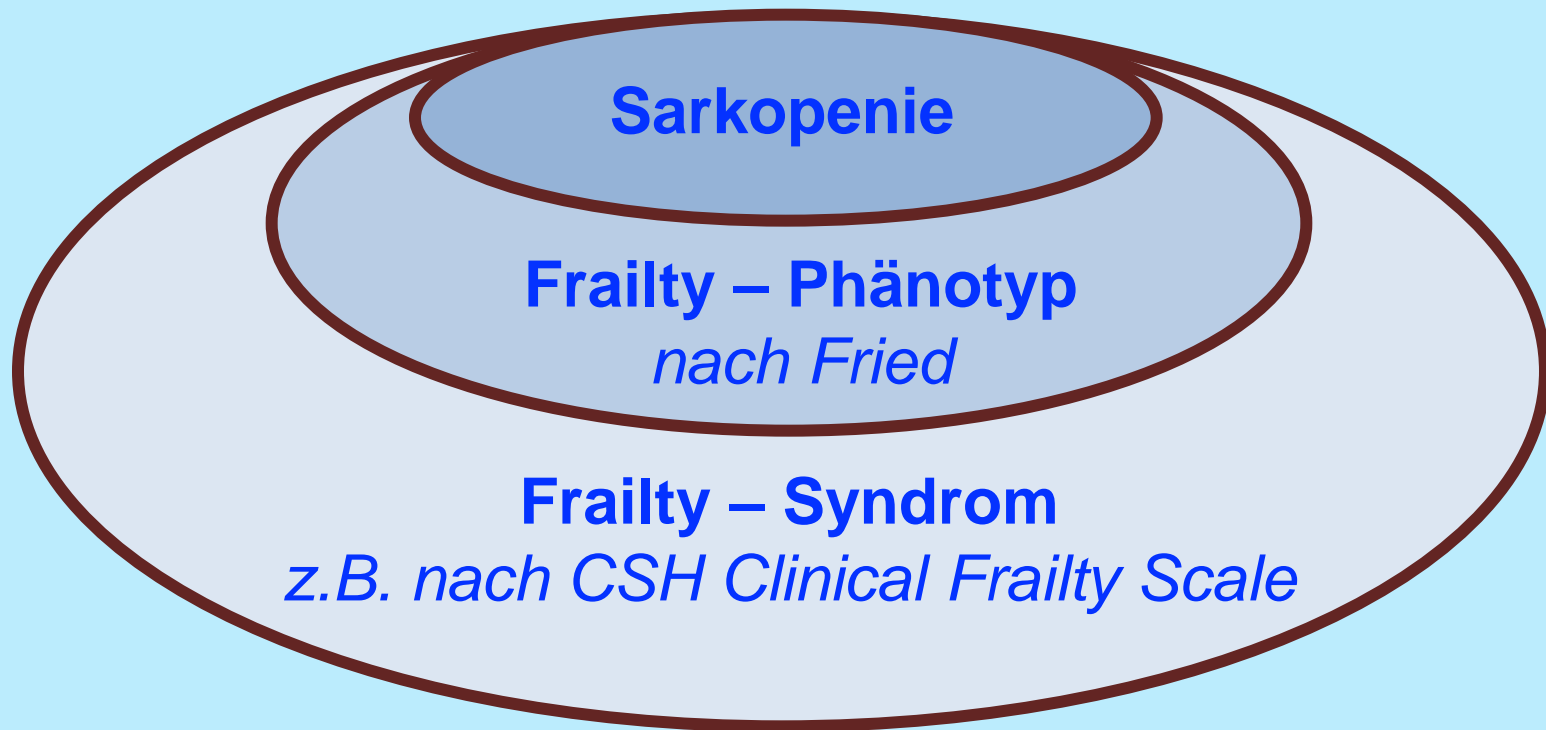 Sarkopenie
Frailty – Phänotyp
nach Fried
Frailty – Syndrom
z.B. nach CSH Clinical Frailty Scale